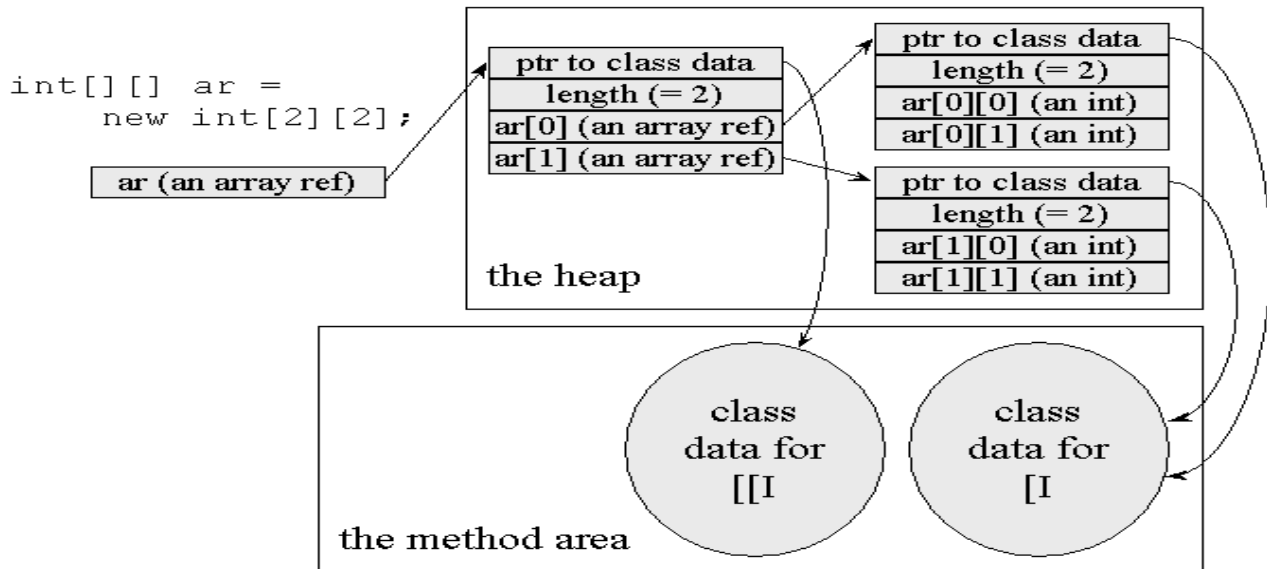 int[][] ar =
new int[2][2];
ar (an array ref)
ptr to class data
length (= 2)
ar[0] (an array ref)
ar[1] (an array ref)
ptr to class data
length (= 2)
ar[0][0] (an int)
ar[0][1] (an int)
ptr to class data
length (= 2)
ar[1][0] (an int)
ar[1][1] (an int)
the heap
class
data for
[[I
class
data for
[I
the method area